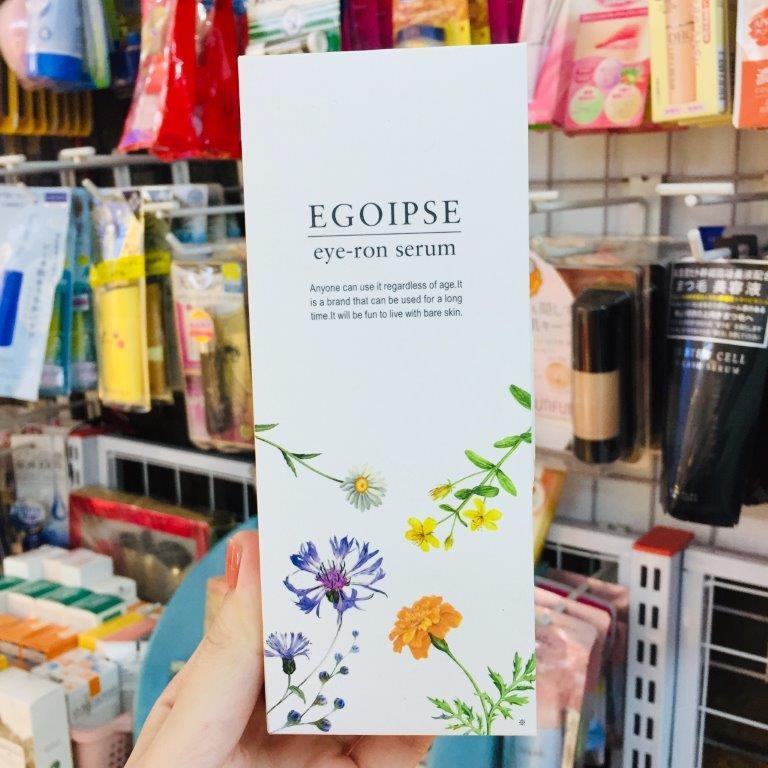 EGOIPSE
eye-ron serum
Anyone can use it regardless of age.It
is a brand that can be used for a long
time.It will be fun to live with bare skin.
※
まつ毛 美容液